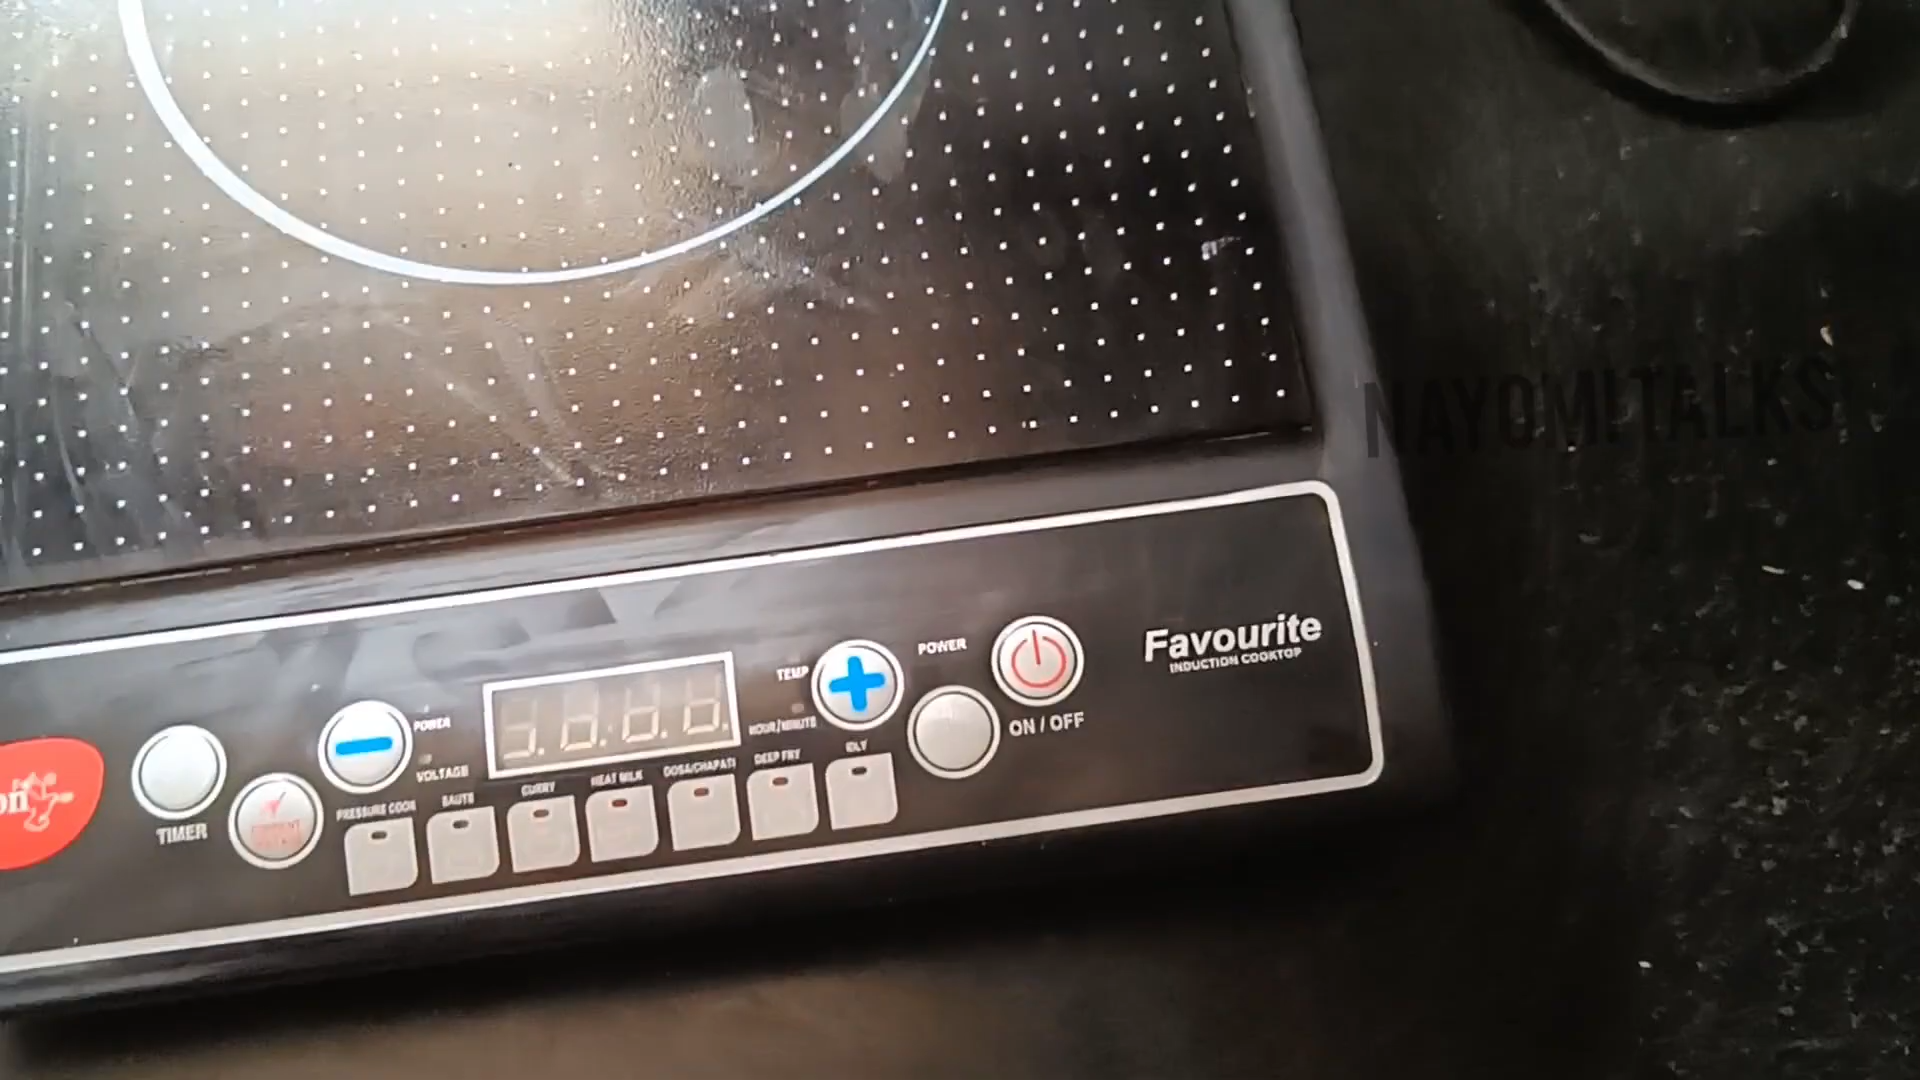 NAYOMI TALKS
Favourite
INDUCTION COOKTOP
POWER
ON / OFF
TEMP
HOUR/MINUTE
POWER
VOLTAGE
TIMER
on
PRESSURE COOK
SAUTE
CURRY
HEAT MILK
DOSA/CHAPATI
DEEP FRY
IDLY